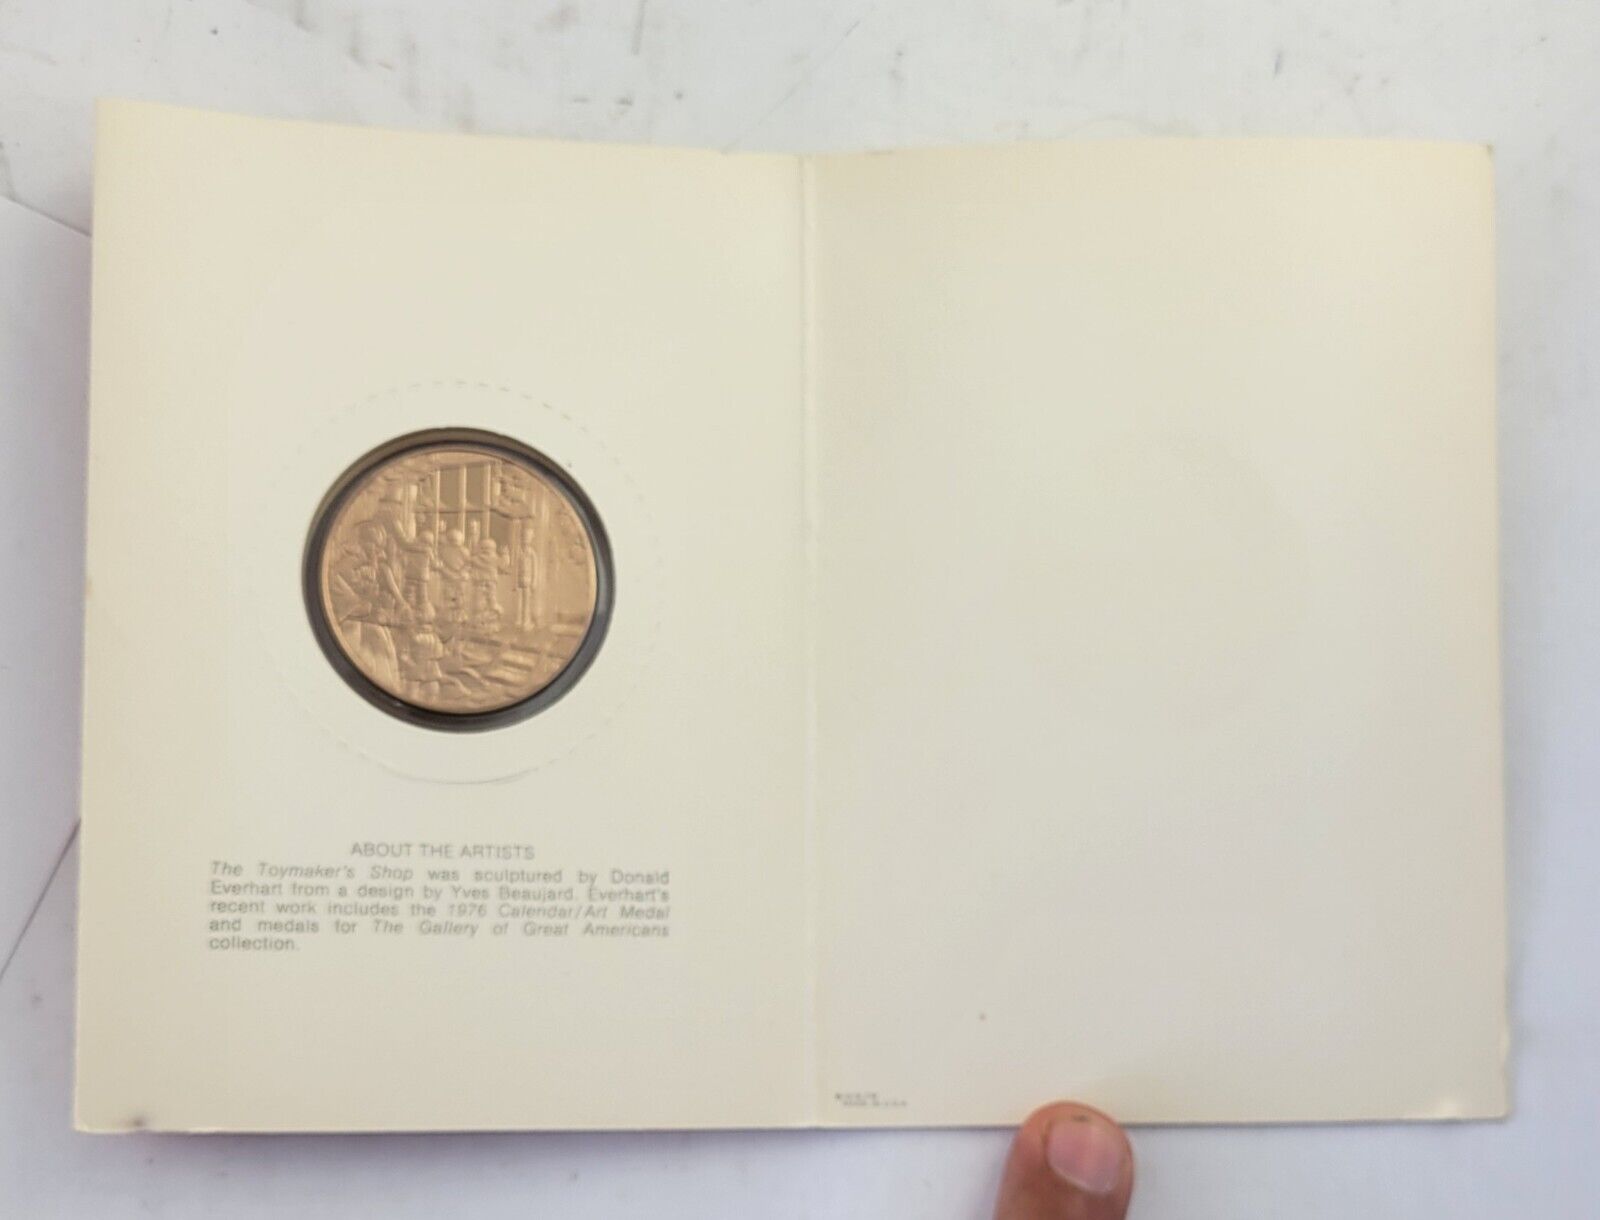 ABOUT THE ARTISTS
The Toymaker's Shop was sculptured by Donald
Everhart from a design by Yves Beaujard. Everhart's
recent work includes the 1976 Calendar/Art Medal
and medals for The Gallery of Great Americans
collection.